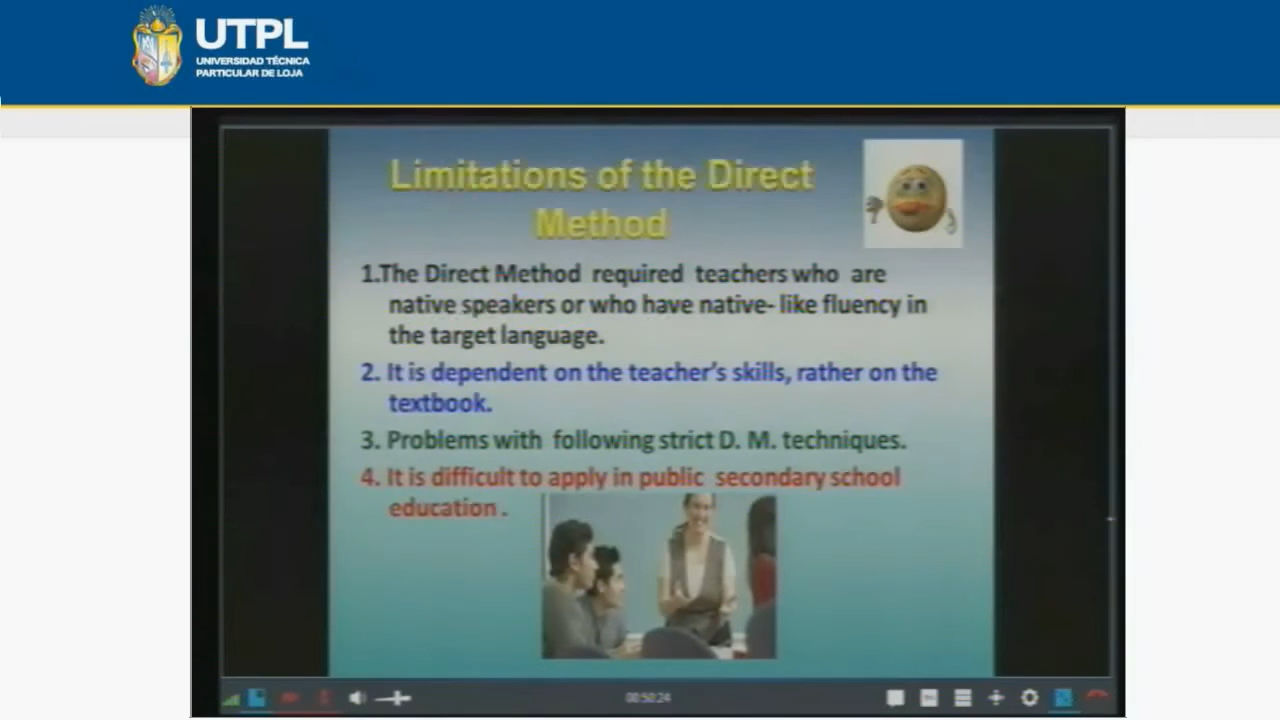 UTPL
UNIVERSIDAD TÉCNICA
PARTICULAR DE LOJA
Limitations of the Direct
Method
1.The Direct Method required teachers who are
native speakers or who have native- like fluency in
the target language.
2. It is dependent on the teacher's skills, rather on the
textbook.
3. Problems with following strict D. M. techniques.
4. It is difficult to apply in public secondary school
education .
00:50:24